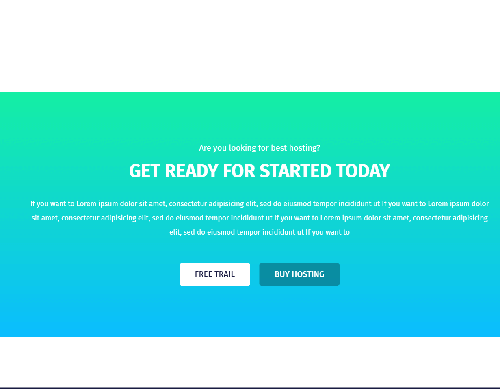 Are you looking for best hosting?
GET READY FOR STARTED TODAY
If you want to Lorem ipsum dolor sit amet, consectetur adipisicing elit, sed do eiusmod tempor incididunt ut If you want to Lorem ipsum dolor
sit amet, consectetur adipisicing elit, sed do eiusmod tempor incididunt ut If you want to Lorem ipsum dolor sit amet, consectetur adipisicing
elit, sed do eiusmod tempor incididunt ut If you want to
FREE TRAIL
BUY HOSTING